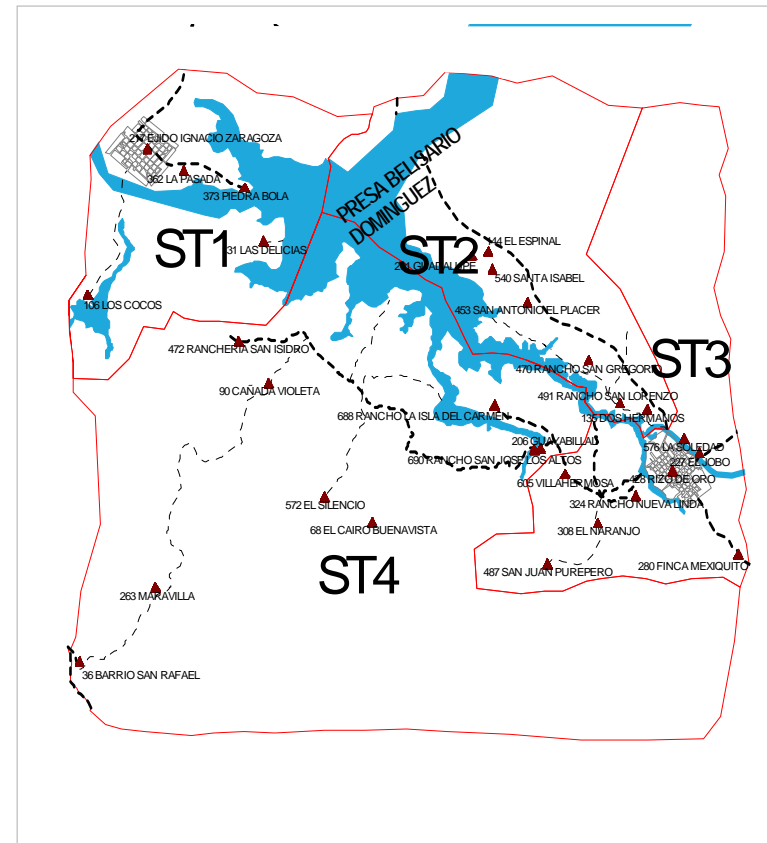 217 EJIDO IGNACIO ZARAGOZA
362 LA PASADA
373 PIEDRA BOLA
PRESA BELISARIO
DOMINGUEZ
ST1
31 LAS DELICIAS
ST2
144 EL ESPINAL
GUADALUPE
540 SANTA ISABEL
106 LOS COCOS
453 SAN ANTONIO EL PLACER
472 RANCHERIA SAN ISIDRO
ST3
470 RANCHO SAN GREGORIO
90 CAÑADA VIOLETA
491 RANCHO SAN LORENZO
688 RANCHO LA ISLA DEL CARMEN
135 DOS HERMANOS
206 GUAYABILLAL
576 LA SOLEDAD
690 RANCHO SAN JOSE LOS ALTOS
EL JOBO
428 RIZO DE ORO
605 VILLAHERMOSA
572 EL SILENCIO
324 RANCHO NUEVA LINDA
68 EL CAIRO BUENAVISTA
308 EL NARANJO
ST4
487 SAN JUAN PUREPERO
280 FINCA MEXIQUITO
263 MARAVILLA
36 BARRIO SAN RAFAEL